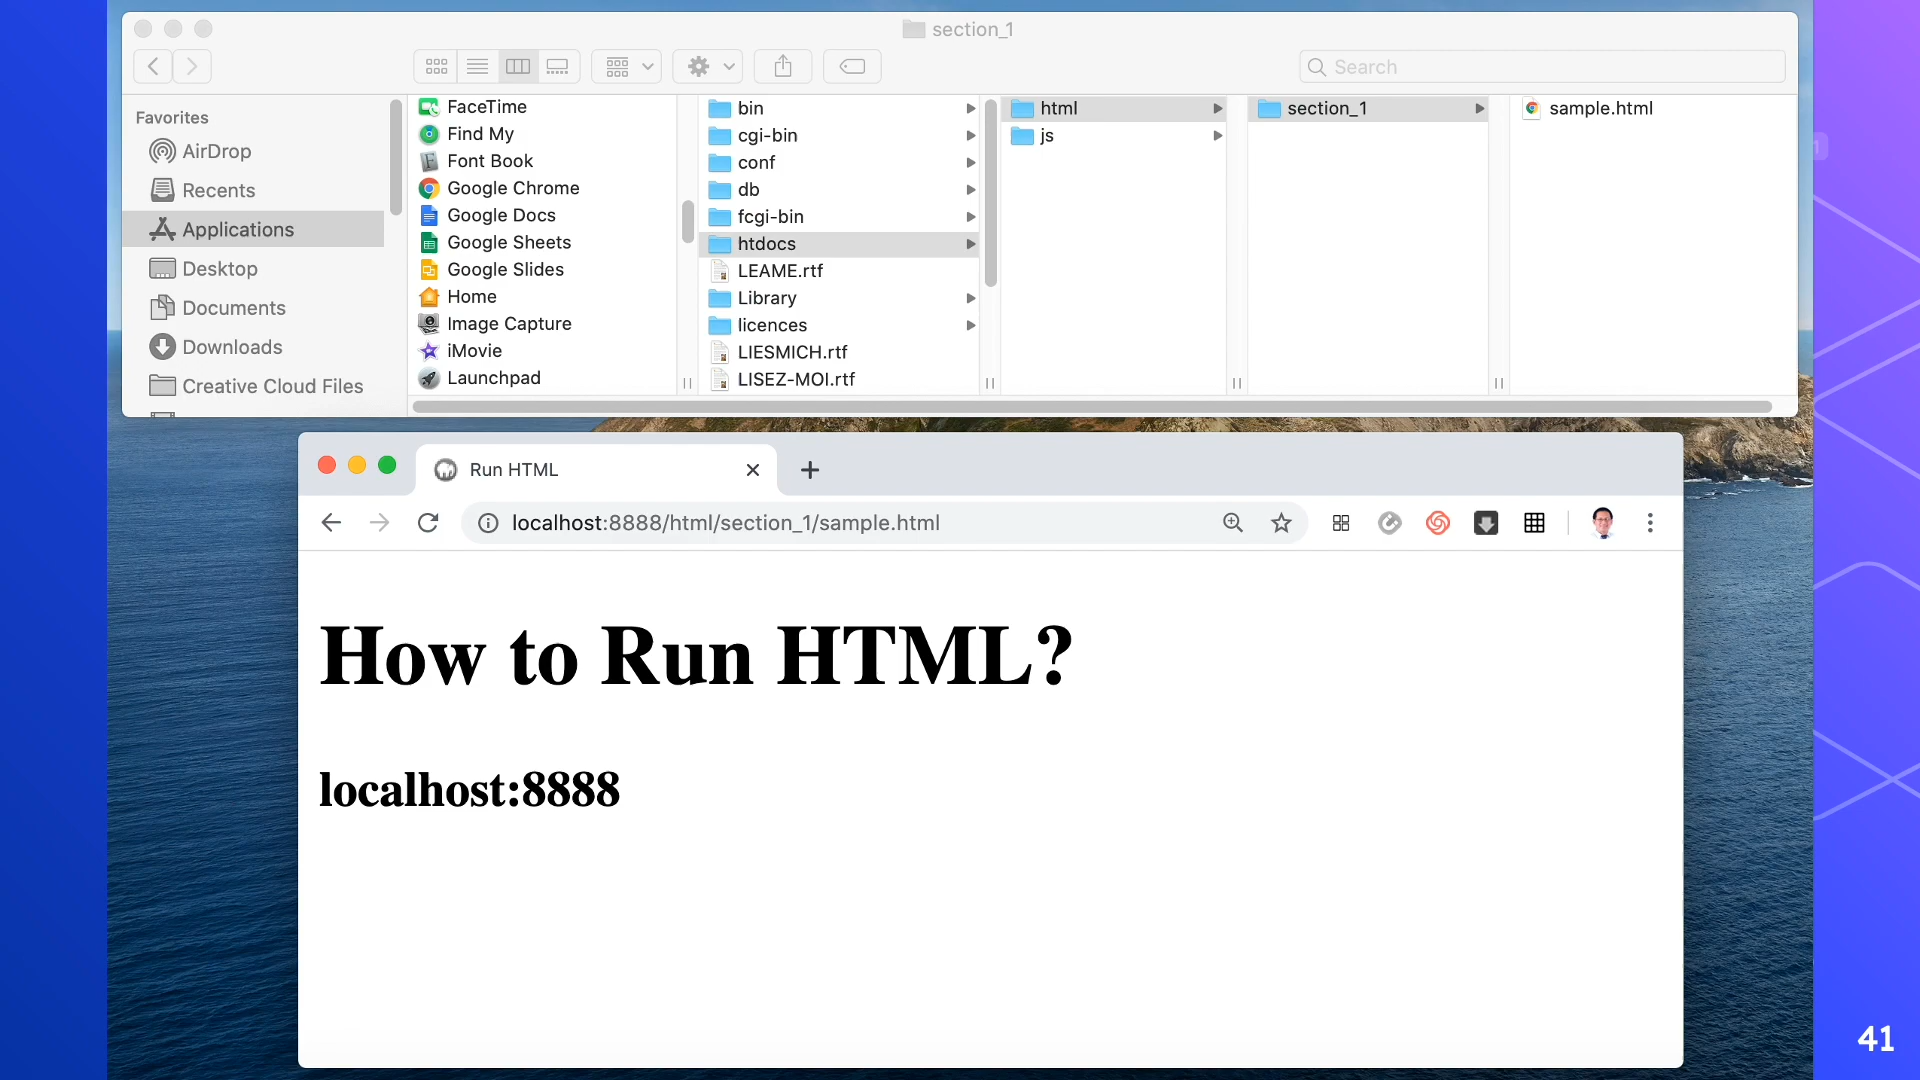 section_1
Search
Favorites
AirDrop
Recents
Applications
Desktop
Documents
Downloads
Creative Cloud Files
FaceTime
Find My
Font Book
Google Chrome
Google Docs
Google Sheets
Google Slides
Home
Image Capture
iMovie
Launchpad
bin
cgi-bin
conf
db
fcgi-bin
htdocs
LEAME.rtf
Library
licences
LIESMICH.rtf
LISEZ-MOI.rtf
html
js
section_1
sample.html
Run HTML
localhost:8888/html/section_1/sample.html
How to Run HTML?
localhost:8888
41